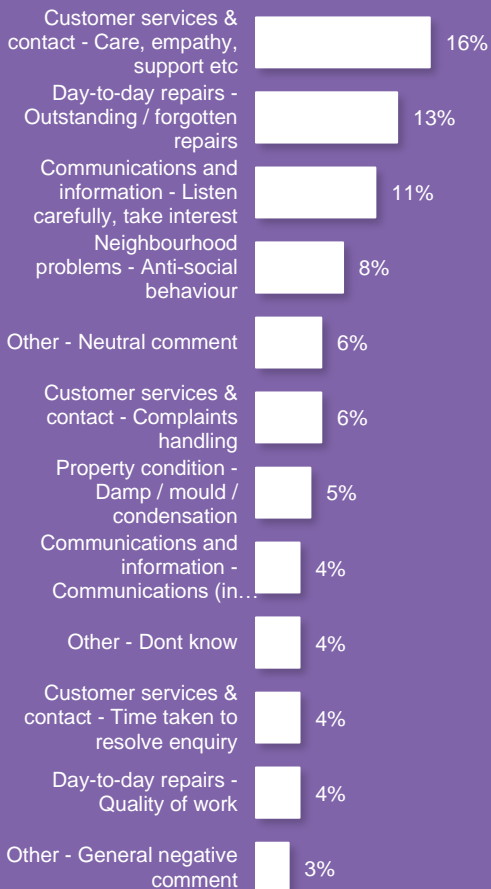 Customer services &
contact - Care, empathy,
support etc
16%
Day-to-day repairs -
Outstanding / forgotten
repairs
13%
Communications and
information - Listen
carefully, take interest
11%
Neighbourhood
problems - Anti-social
behaviour
8%
Other - Neutral comment
6%
Customer services &
contact - Complaints
handling
6%
Property condition -
Damp / mould /
condensation
5%
Communications and
information -
Communications (in…
4%
Other - Dont know
4%
Customer services &
contact - Time taken to
resolve enquiry
4%
Day-to-day repairs -
Quality of work
4%
Other - General negative
comment
3%